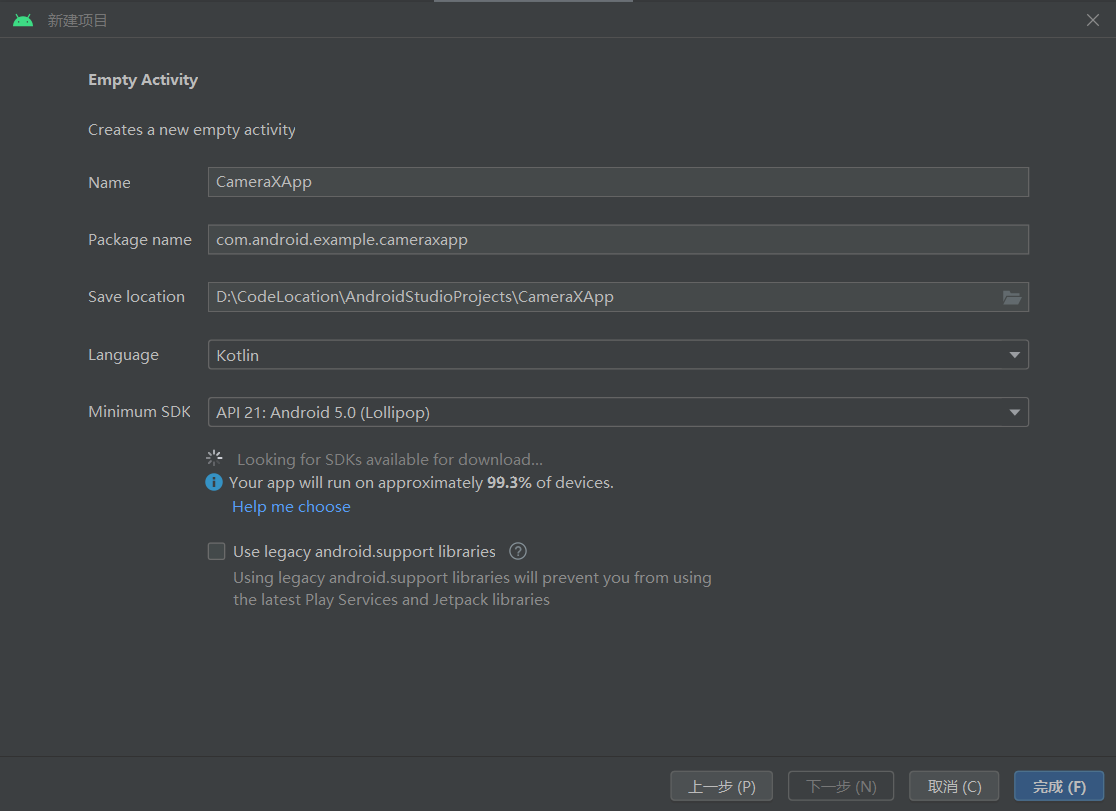 新建项目
Empty Activity
Creates a new empty activity
Name CameraXApp
Package name com.android.example.cameraxapp
Save location D:\CodeLocation\AndroidStudioProjects\CameraXApp
Language Kotlin
Minimum SDK API 21: Android 5.0 (Lollipop)
Looking for SDKs available for download...
i Your app will run on approximately 99.3% of devices.
Help me choose
Use legacy android.support libraries ?
Using legacy android.support libraries will prevent you from using
the latest Play Services and Jetpack libraries
上一步 (P) 下一步 (N) 取消 (C) 完成 (F)